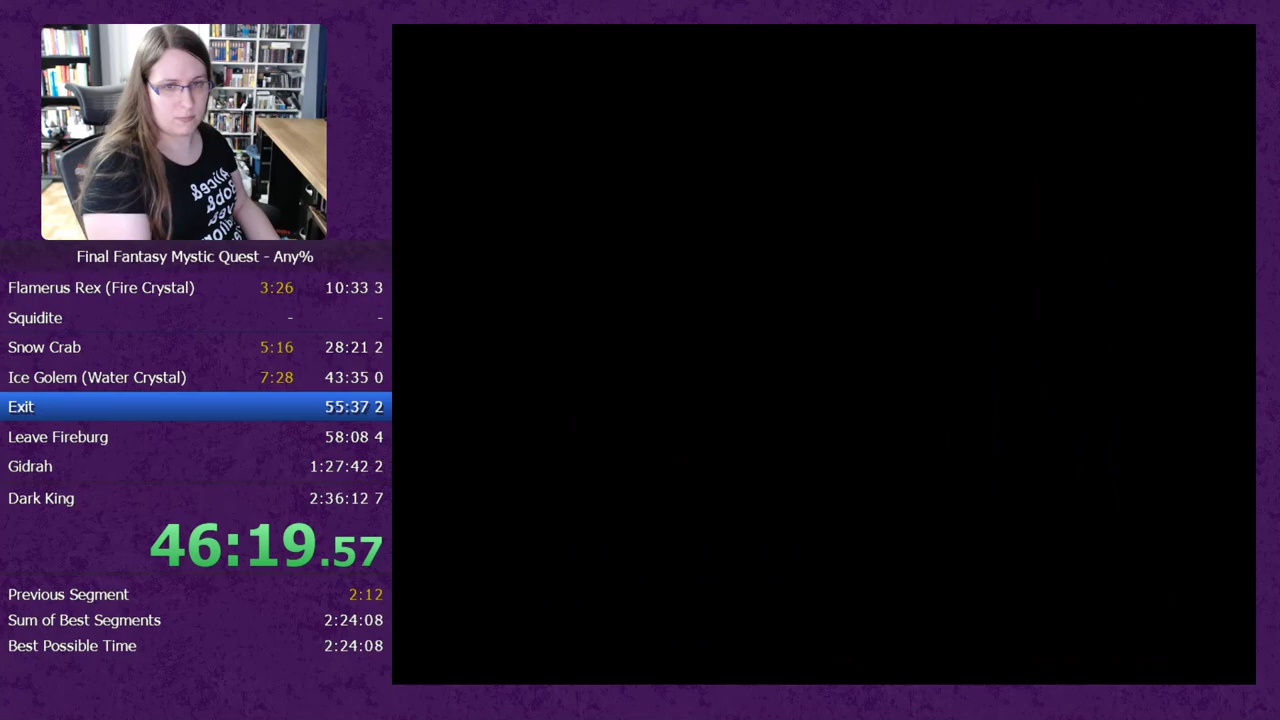 Final Fantasy Mystic Quest - Any%
Flamerus Rex (Fire Crystal) 3:26 10:33 3
Squidite - -
Snow Crab 5:16 28:21 2
Ice Golem (Water Crystal) 7:28 43:35 0
Exit 55:37 2
Leave Fireburg 58:08 4
Gidrah 1:27:42 2
Dark King 2:36:12 7
46:19.57
Previous Segment 2:12
Sum of Best Segments 2:24:08
Best Possible Time 2:24:08